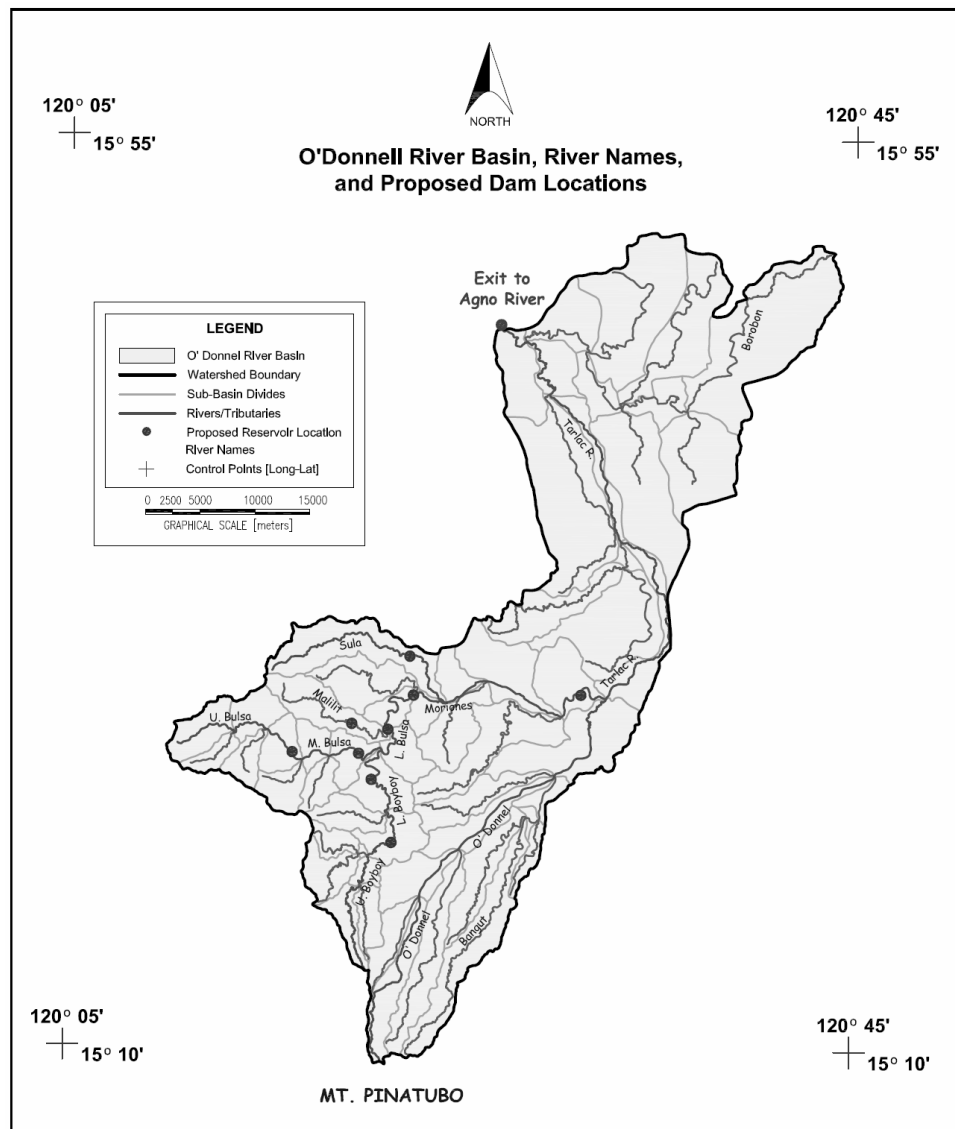 NORTH
120° 05'
15° 55'
120° 45'
15° 55'
O'Donnell River Basin, River Names,
and Proposed Dam Locations
Exit to
Agno River
Borobon
LEGEND
O' Donnel River Basin
Watershed Boundary
Sub-Basin Divides
Rivers/Tributaries
Proposed Reservoir Location
River Names
Control Points [Long-Lat]
0 2500 5000 10000 15000
GRAPHICAL SCALE [meters]
Tarlac R.
Sula
Tarlac R.
Malilit
Moriones
U. Bulsa
M. Bulsa
L. Bulsa
L. Boyboy
O' Donnel
U. Boyboy
O' Donnel
Bangut
120° 05'
15° 10'
120° 45'
15° 10'
MT. PINATUBO